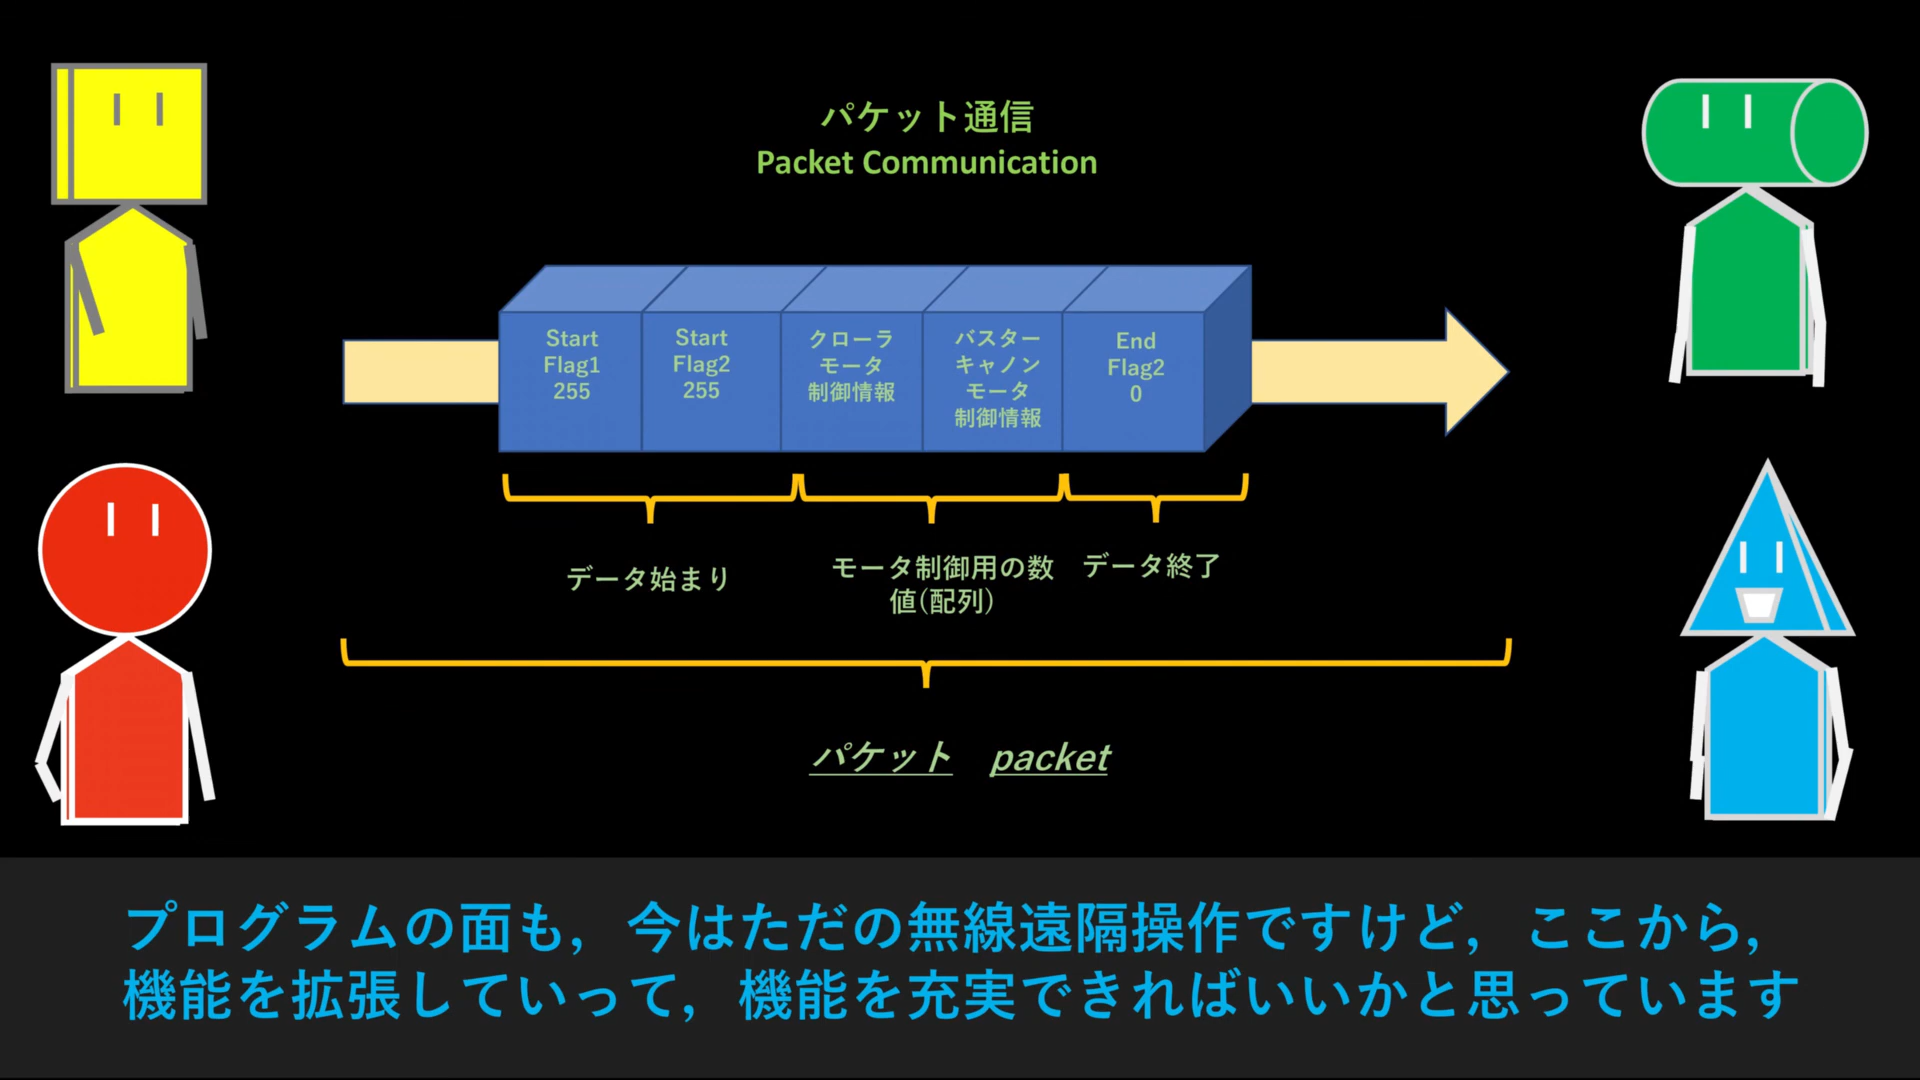 パケット通信
Packet Communication
Start
Flag1
255
Start
Flag2
255
クローラ
モータ
制御情報
バスター
キャノン
モータ
制御情報
End
Flag2
0
データ始まり
モータ制御用の数
値(配列)
データ終了
パケット packet
プログラムの面も，今はただの無線遠隔操作ですけど，ここから，
機能を拡張していって，機能を充実できればいいかと思っています